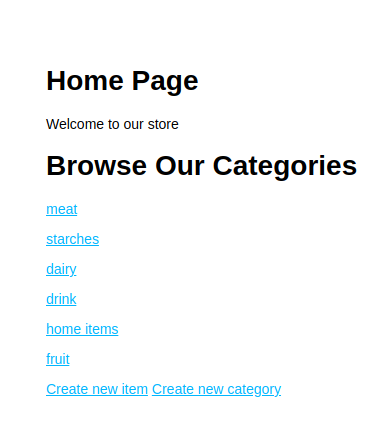 Home Page
Welcome to our store
Browse Our Categories
meat
starches
dairy
drink
home items
fruit
Create new item Create new category